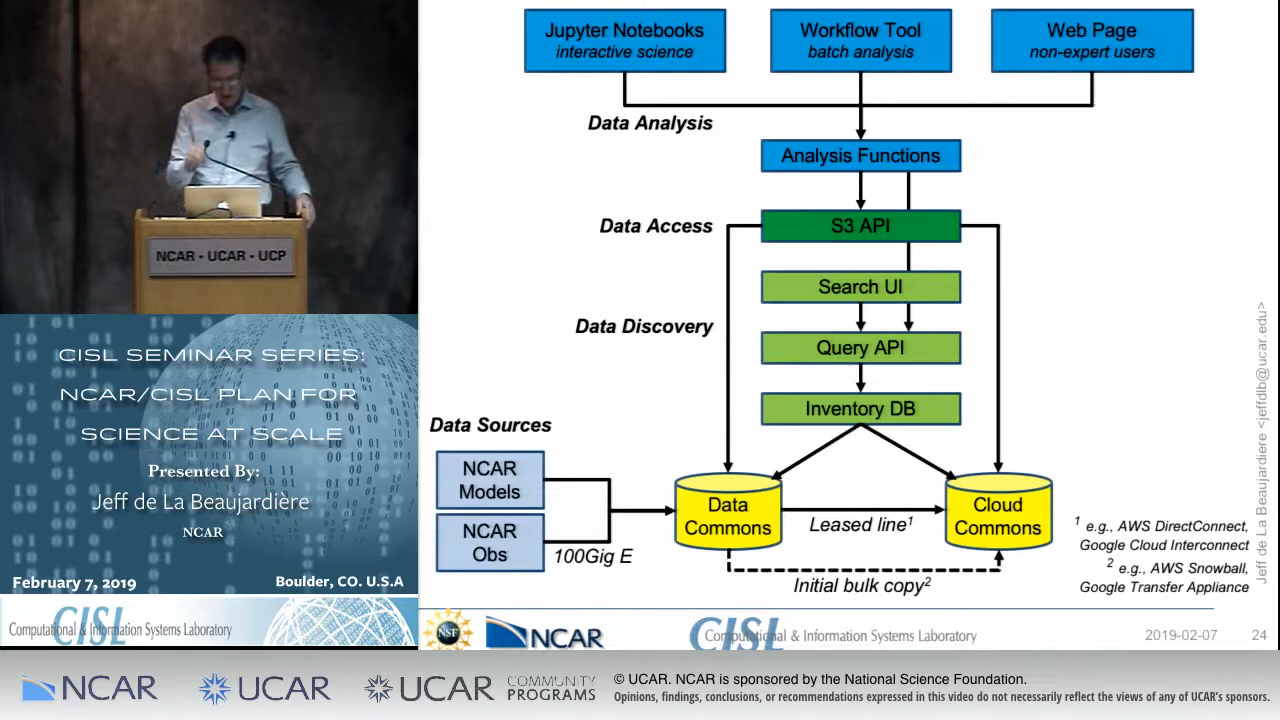 NCAR - UCAR - UCP
CISL SEMINAR SERIES:
NCAR/CISL PLAN FOR
SCIENCE AT SCALE
Presented By:
Jeff de La Beaujardière
NCAR
February 7, 2019
Boulder, CO. U.S.A
CISL
Computational & Information Systems Laboratory
Jupyter Notebooks
interactive science
Workflow Tool
batch analysis
Web Page
non-expert users
Data Analysis
Analysis Functions
Data Access
S3 API
Search UI
Data Discovery
Query API
Inventory DB
Data Sources
NCAR
Models
NCAR
Obs
100Gig E
Data
Commons
Leased line¹
Cloud
Commons
Initial bulk copy²
¹ e.g., AWS DirectConnect,
Google Cloud Interconnect
² e.g., AWS Snowball,
Google Transfer Appliance
Jeff de La Beaujardiere <jeffdlb@ucar.edu>
NSF
NCAR
CISL
Computational & Information Systems Laboratory
2019-02-07
24
NCAR
UCAR
UCAR
COMMUNITY
PROGRAMS
© UCAR. NCAR is sponsored by the National Science Foundation.
Opinions, findings, conclusions, or recommendations expressed in this video do not necessarily reflect the views of any of UCAR's sponsors.